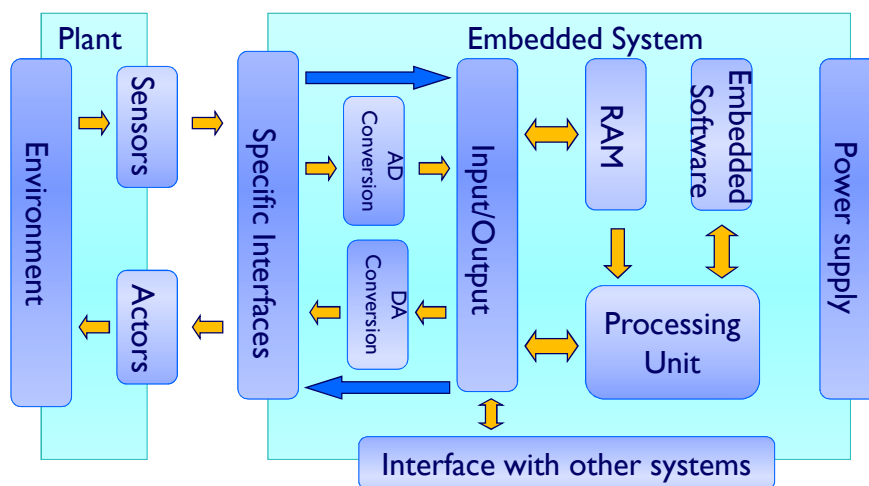 Plant
Embedded System
Environment
Sensors
Actors
Specific Interfaces
AD
Conversion
DA
Conversion
Input/Output
RAM
Embedded
Software
Processing
Unit
Power supply
Interface with other systems